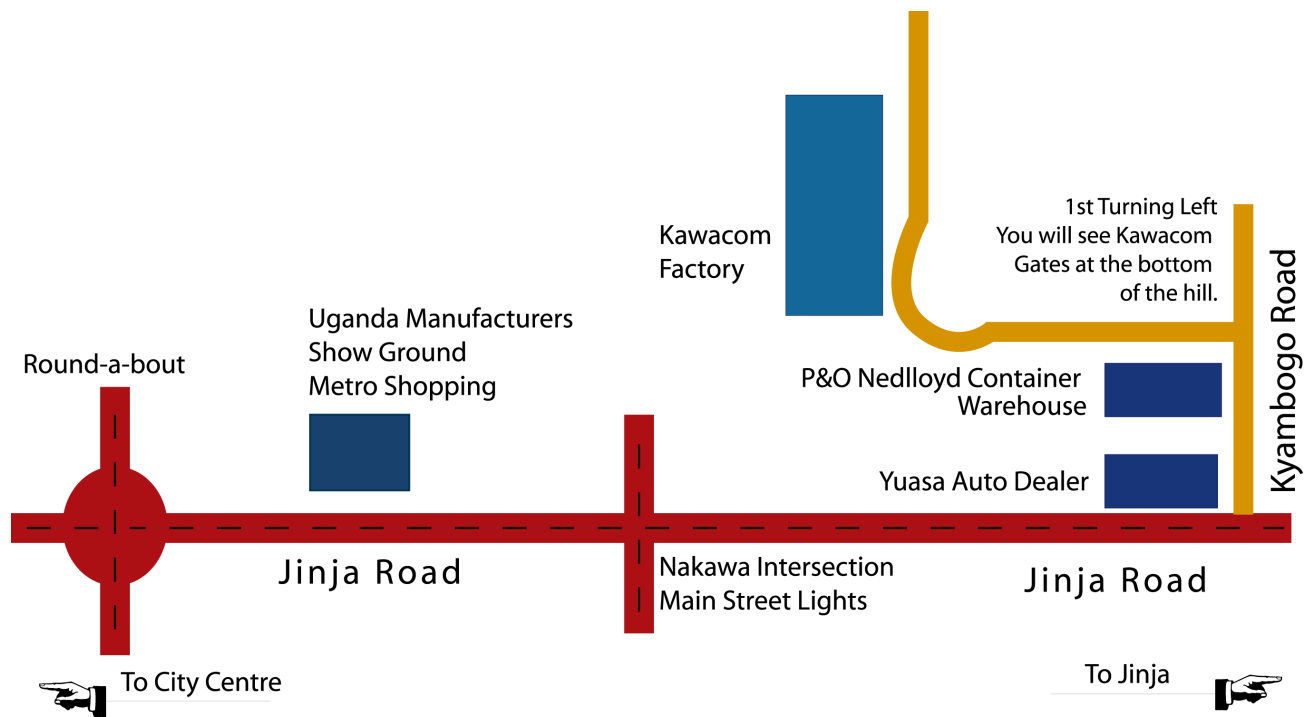 1st Turning Left
You will see Kawacom
Gates at the bottom
of the hill.
Kawacom
Factory
Kyambogo Road
Uganda Manufacturers
Show Ground
Metro Shopping
Round-a-bout
P&O Nedlloyd Container
Warehouse
Yuasa Auto Dealer
Jinja Road
Nakawa Intersection
Main Street Lights
Jinja Road
To City Centre
To Jinja